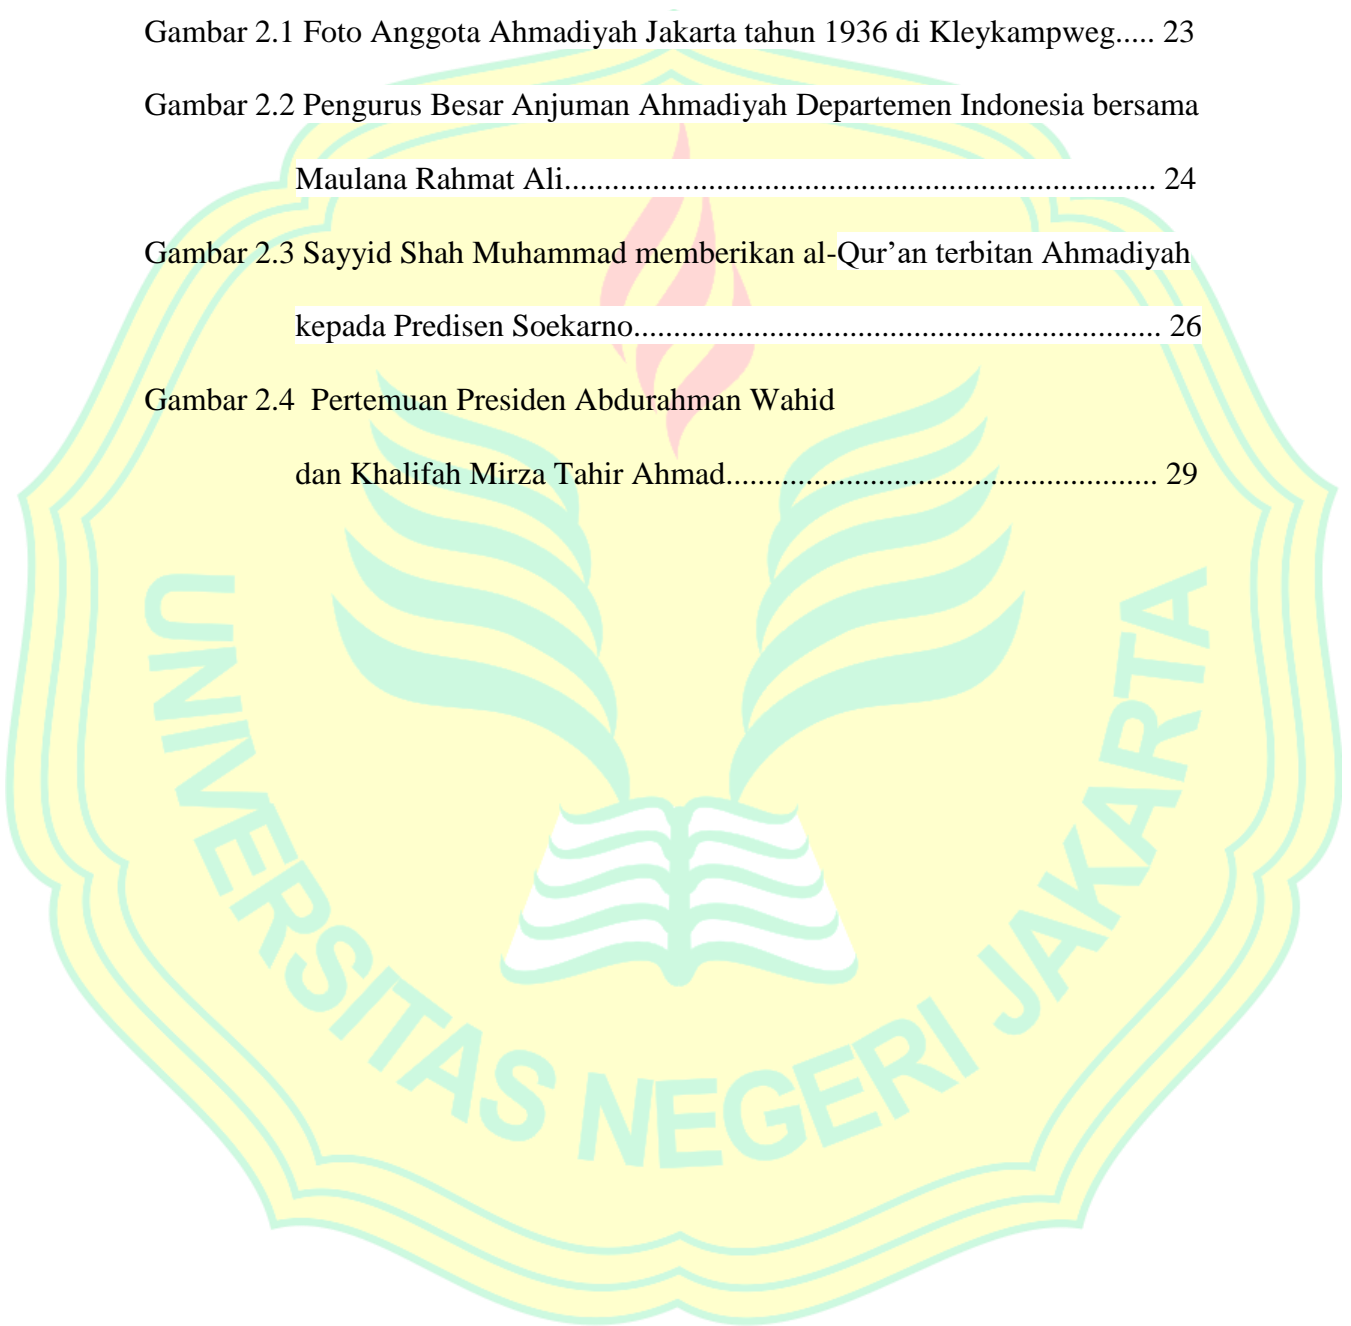 Gambar 2.1 Foto Anggota Ahmadiyah Jakarta tahun 1936 di Kleykampweg..... 23
Gambar 2.2 Pengurus Besar Anjuman Ahmadiyah Departemen Indonesia bersama
Maulana Rahmat Ali.......................................................................... 24
Gambar 2.3 Sayyid Shah Muhammad memberikan al-Qur’an terbitan Ahmadiyah
kepada Predisen Soekarno.................................................................. 26
Gambar 2.4 Pertemuan Presiden Abdurahman Wahid
dan Khalifah Mirza Tahir Ahmad...................................................... 29
UNIVERSITAS NEGERI JAKARTA